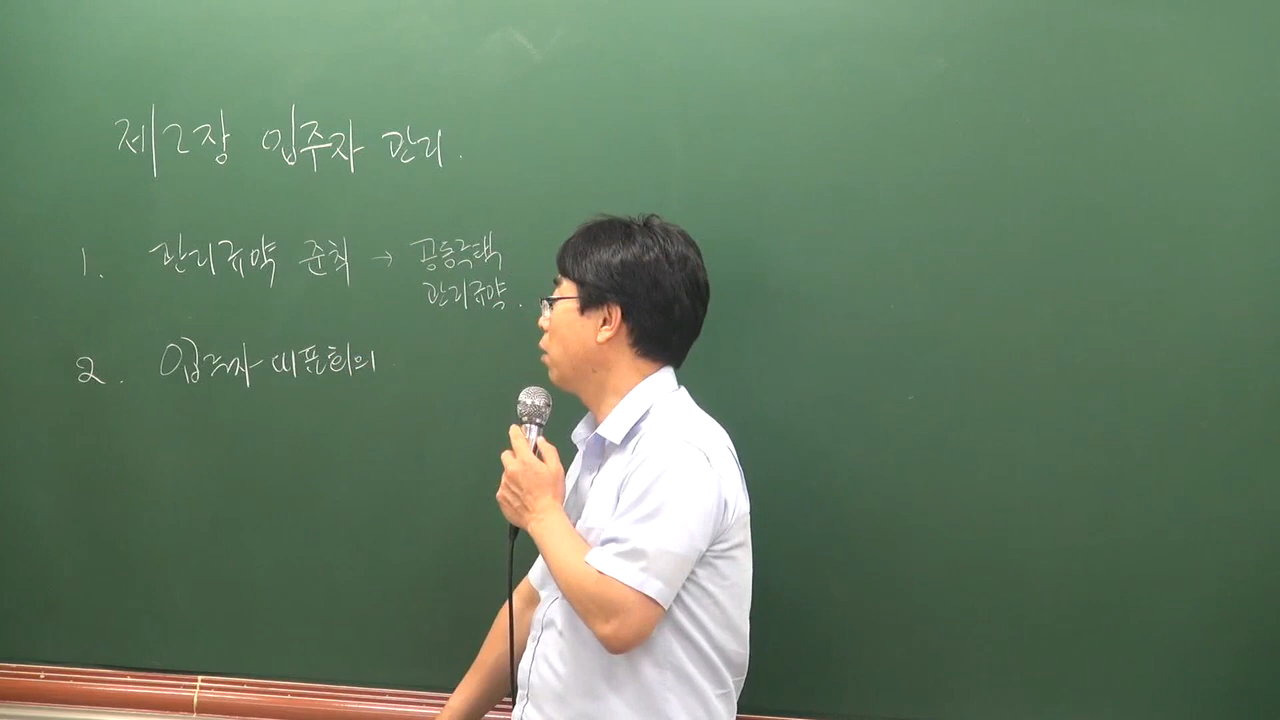 제2장 입주자 관리.
1. 관리규약 준칙 → 공동주택
관리규약.
2. 입주자 대표회의